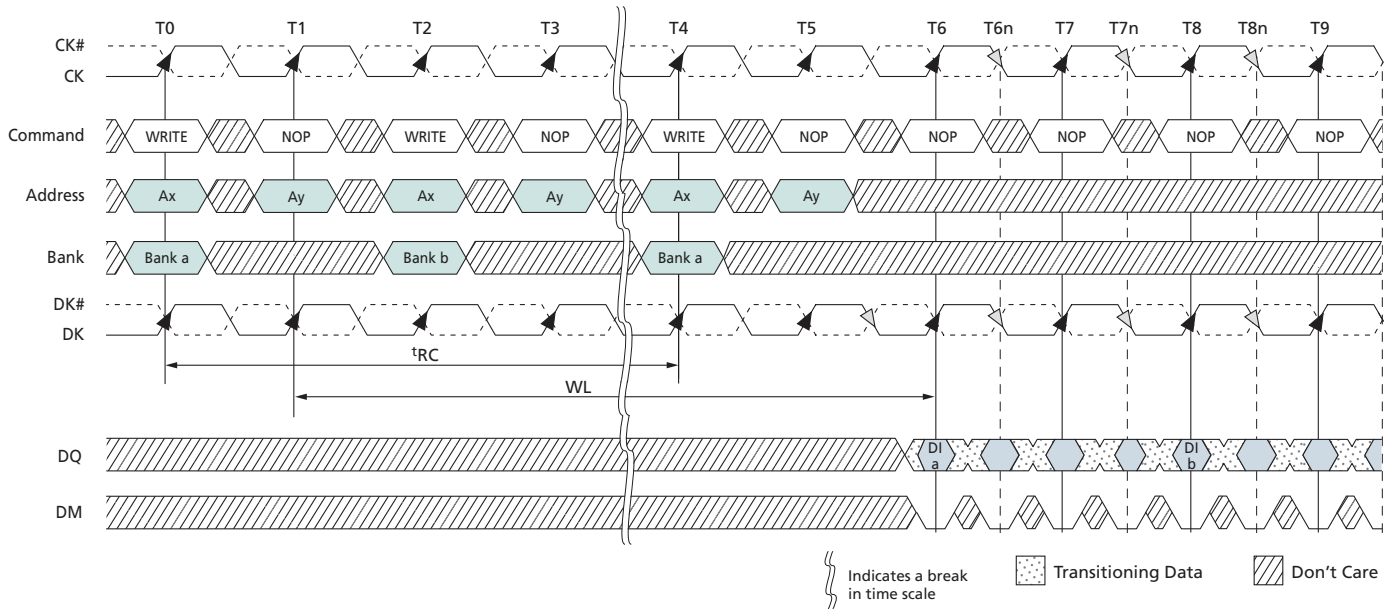 T0 T1 T2 T3 T4 T5 T6 T6n T7 T7n T8 T8n T9
CK#
CK
Command WRITE NOP WRITE NOP WRITE NOP NOP NOP NOP NOP
Address Ax Ay Ax Ay Ax Ay
Bank Bank a Bank b Bank a
DK#
DK
tRC
WL
DQ DI a DI b
DM
Indicates a break
in time scale
Transitioning Data
Don't Care